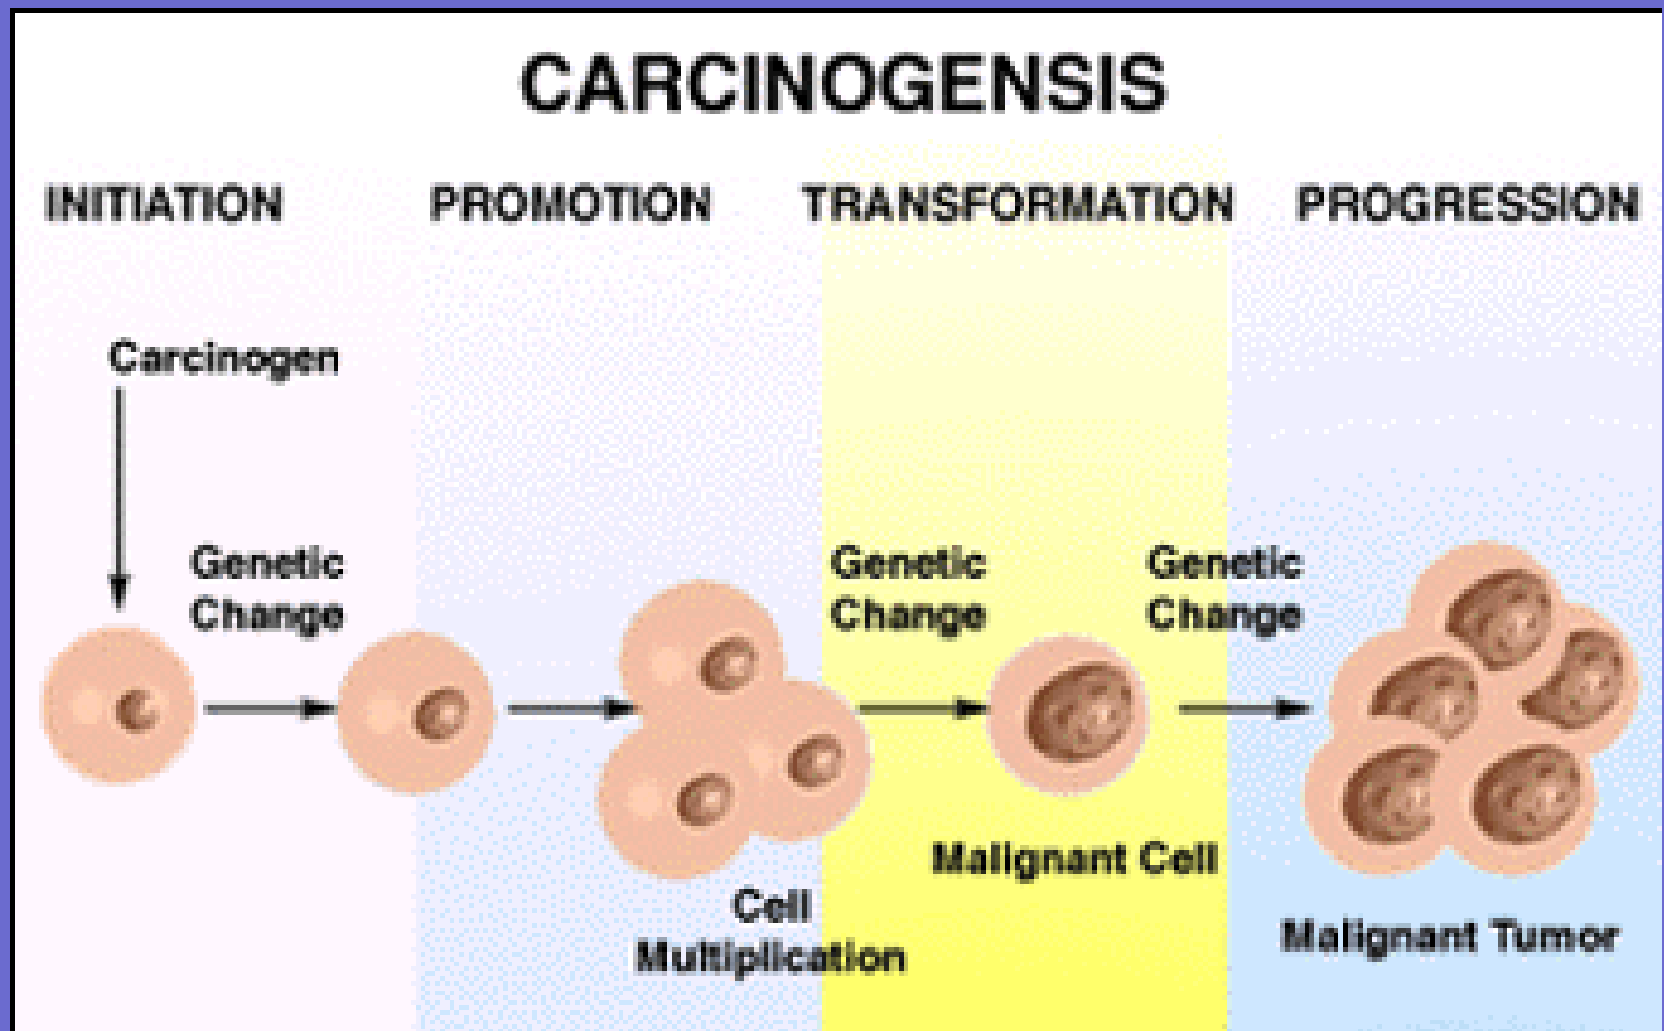 CARCINOGENSIS
INITIATION PROMOTION TRANSFORMATION PROGRESSION
Carcinogen
Genetic
Change
Genetic
Change
Genetic
Change
Malignant Cell
Cell
Multiplication
Malignant Tumor